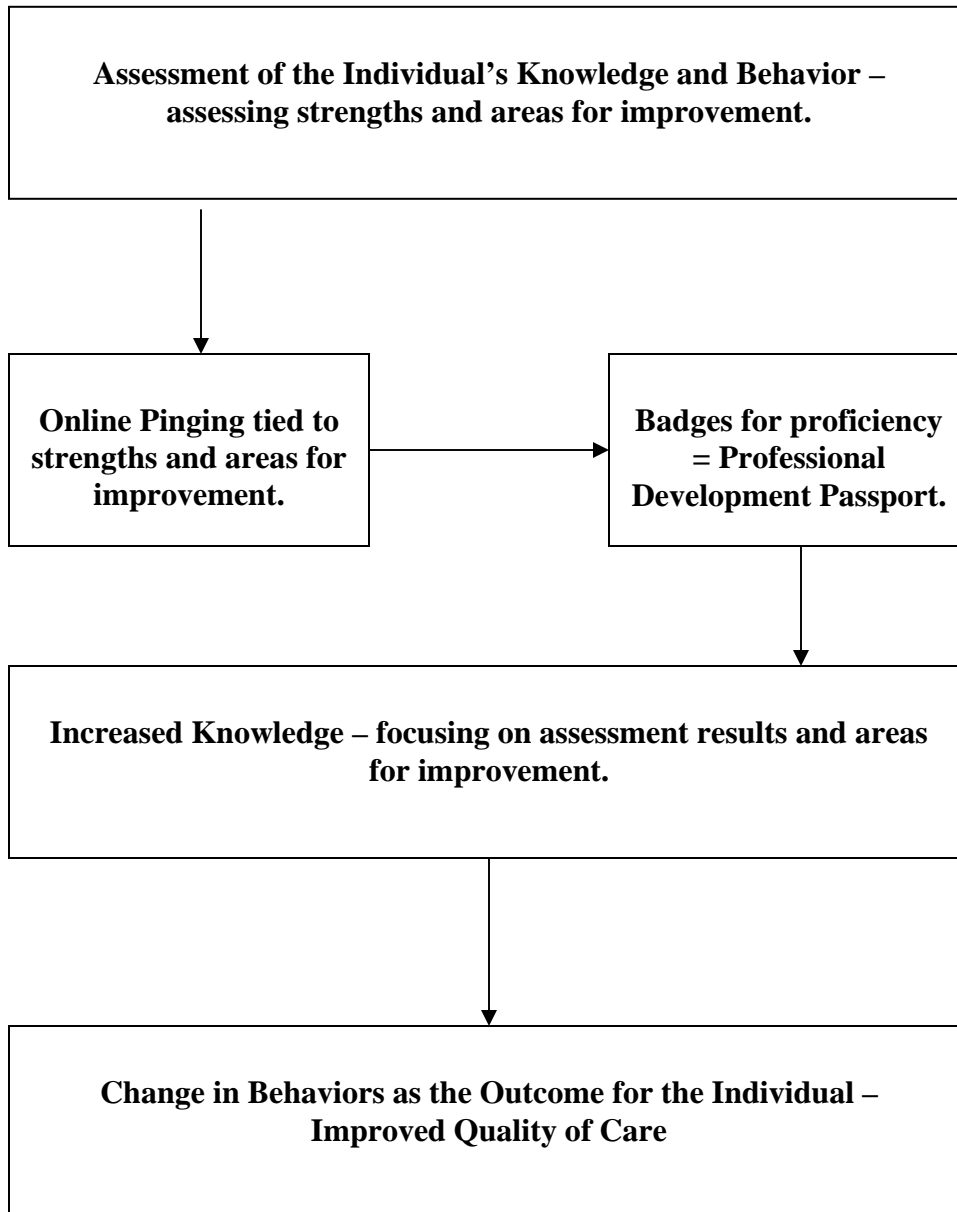 Assessment of the Individual’s Knowledge and Behavior –
assessing strengths and areas for improvement.
Online Pinging tied to
strengths and areas for
improvement.
Badges for proficiency
= Professional
Development Passport.
Increased Knowledge – focusing on assessment results and areas
for improvement.
Change in Behaviors as the Outcome for the Individual –
Improved Quality of Care